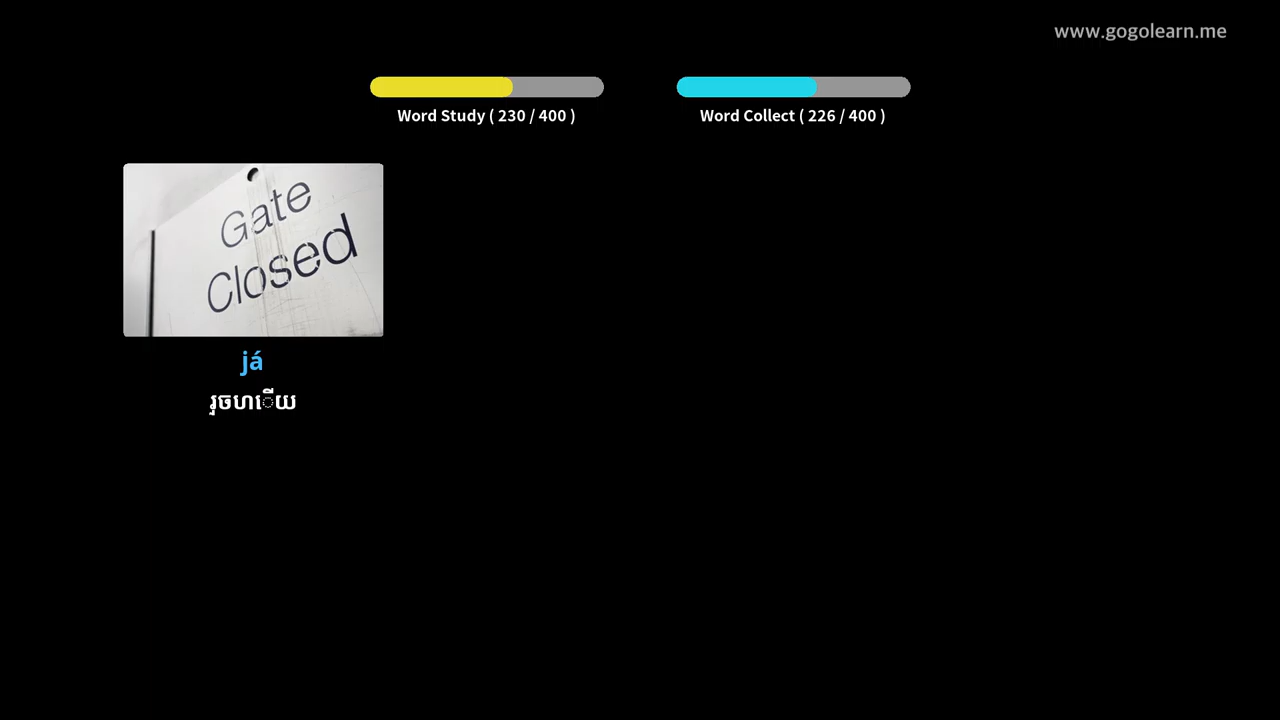 www.gogolearn.me
Word Study ( 230 / 400 )
Word Collect ( 226 / 400 )
Gate
Closed
já
រួចហើយ